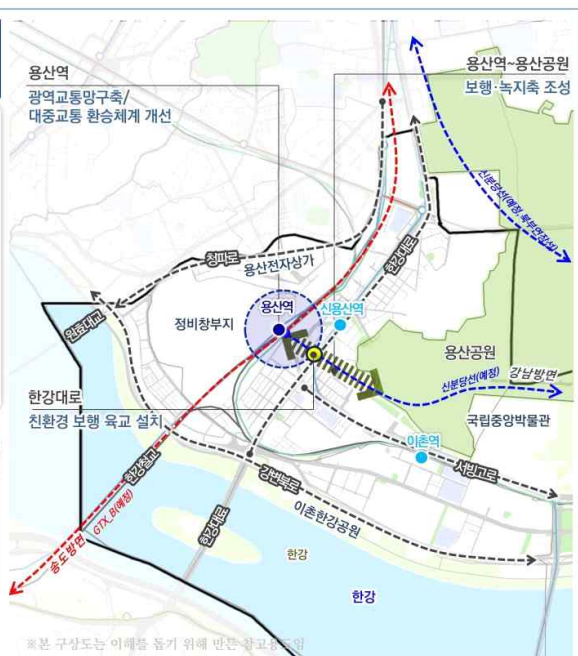 용산역
광역교통망구축/
대중교통 환승체계 개선
용산역~용산공원
보행·녹지축 조성
신분당선(예정, 북부연장선)
청파로
용산전자상가
한강대로
원효대교
정비창부지
용산역
신용산역
용산공원
한강대로
친환경 보행 육교 설치
신분당선(예정)
강남방면
국립중앙박물관
이촌역
서빙고로
한강철교
강변북로
이촌한강공원
한강대로
송도방면
GTX_B(예정)
한강
한강
※본 구상도는 이해를 돕기 위해 만든 참고용도임